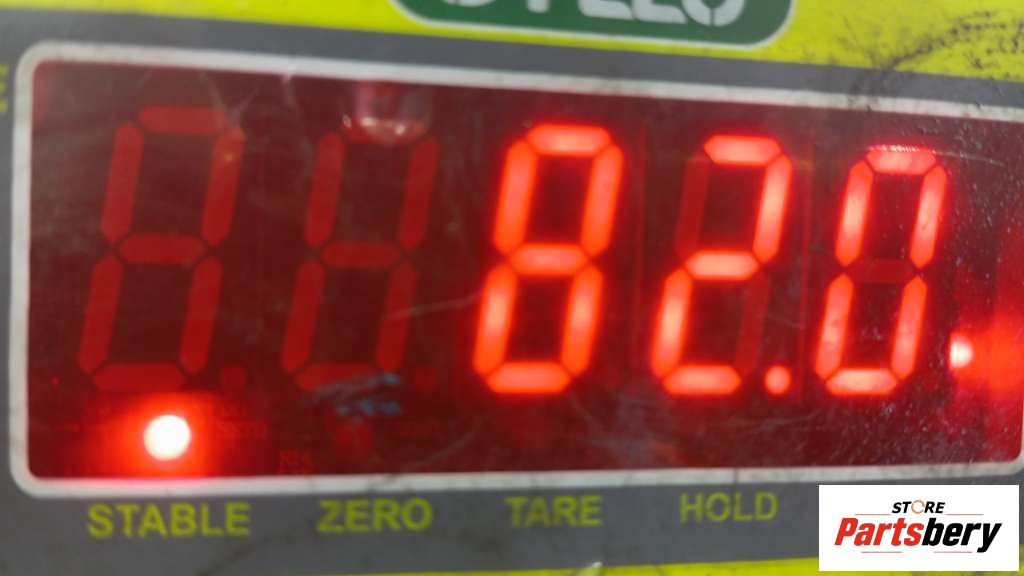 82.0
STABLE ZERO TARE HOLD
STORE
Partsbery